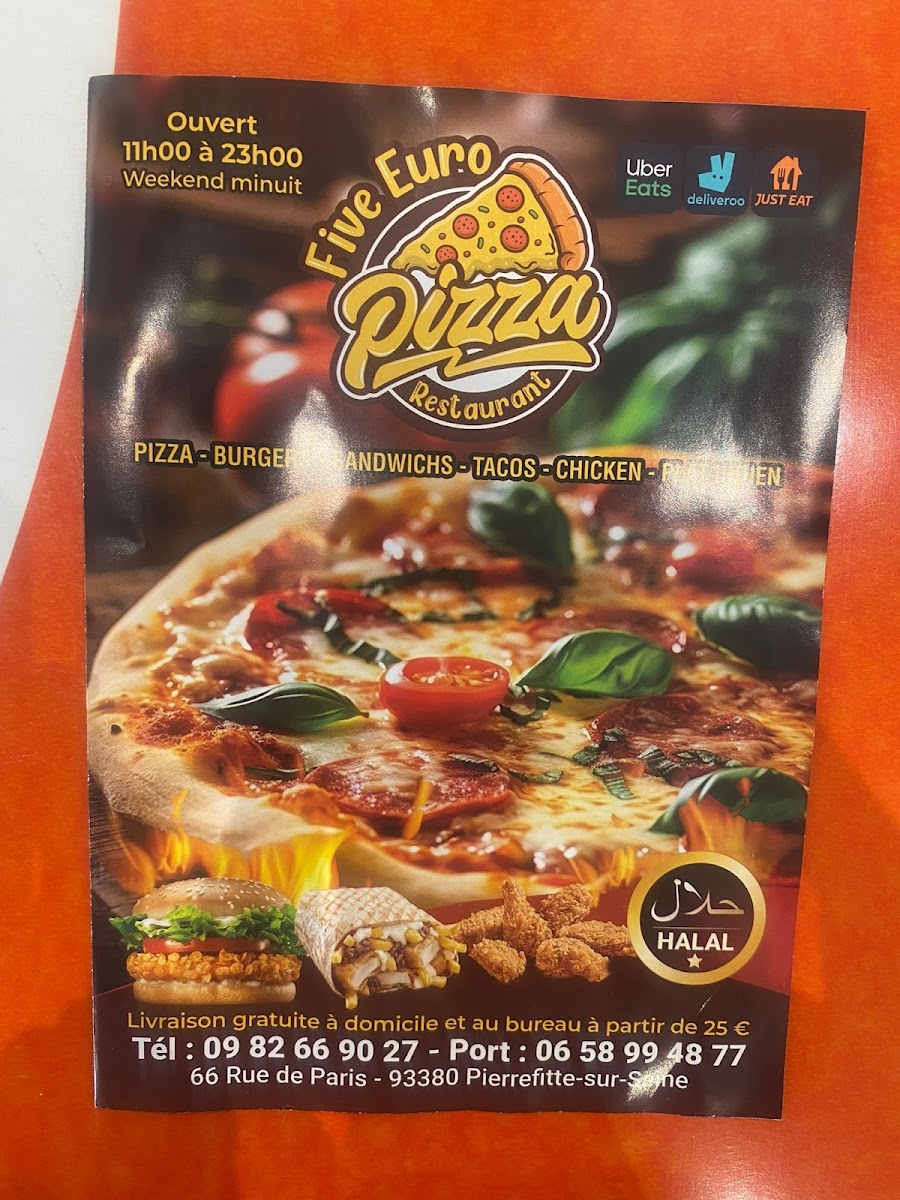 Ouvert
11h00 à 23h00
Weekend minuit
Five Euro
Pizza
Restaurant
Uber
Eats
deliveroo
JUST EAT
PIZZA - BURGER - SANDWICHS - TACOS - CHICKEN -
حلال
HALAL
Livraison gratuite à domicile et au bureau à partir de 25 €
Tél : 09 82 66 90 27 - Port : 06 58 99 48 77
66 Rue de Paris - 93380 Pierrefitte-sur-Seine